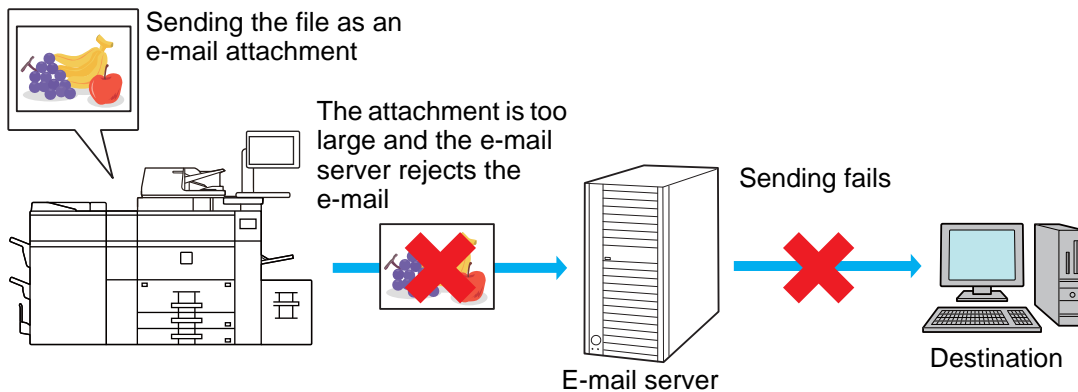 Sending the file as an
e-mail attachment
The attachment is too
large and the e-mail
server rejects the
e-mail
Sending fails
E-mail server
Destination